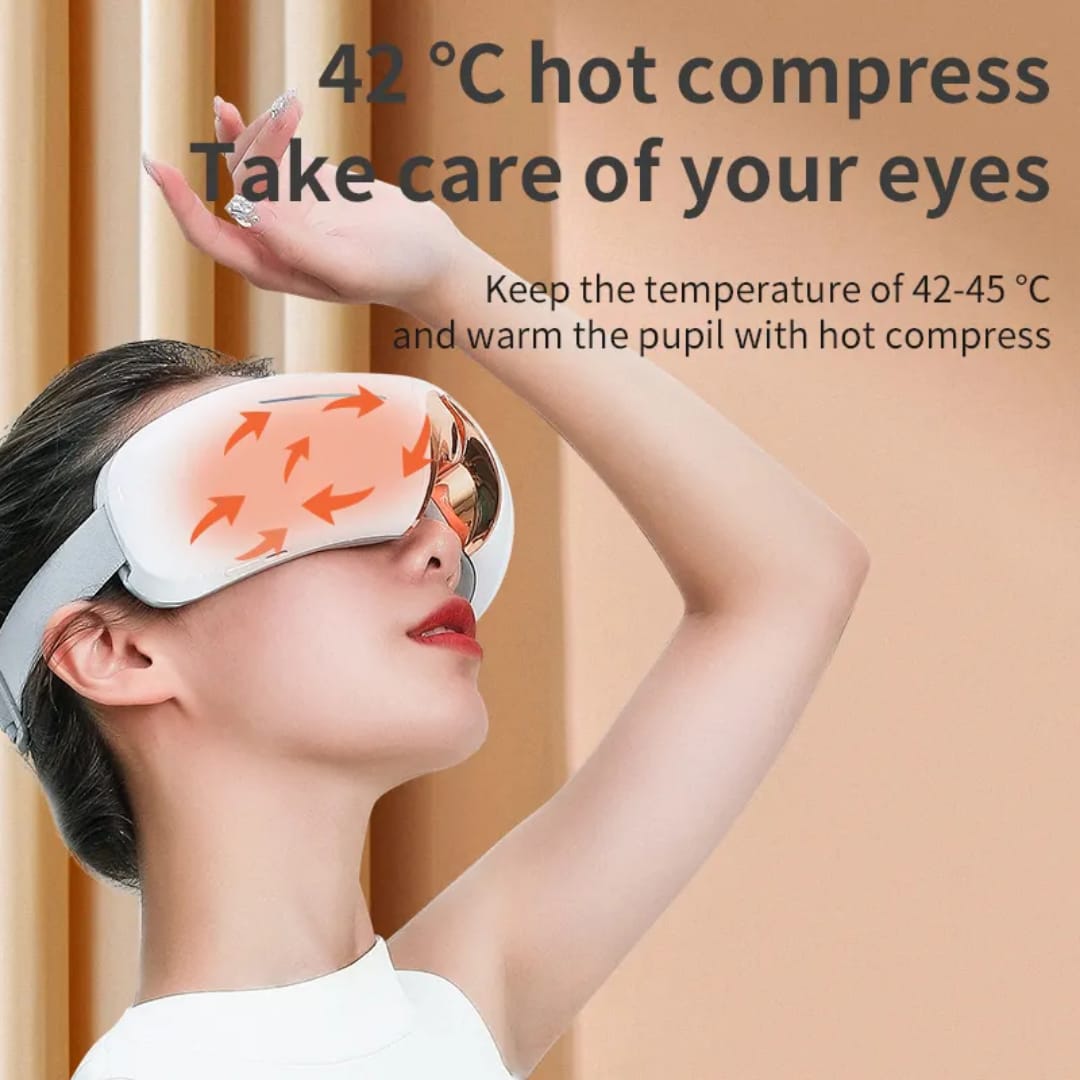 42 °C hot compress
Take care of your eyes
Keep the temperature of 42-45 °C
and warm the pupil with hot compress